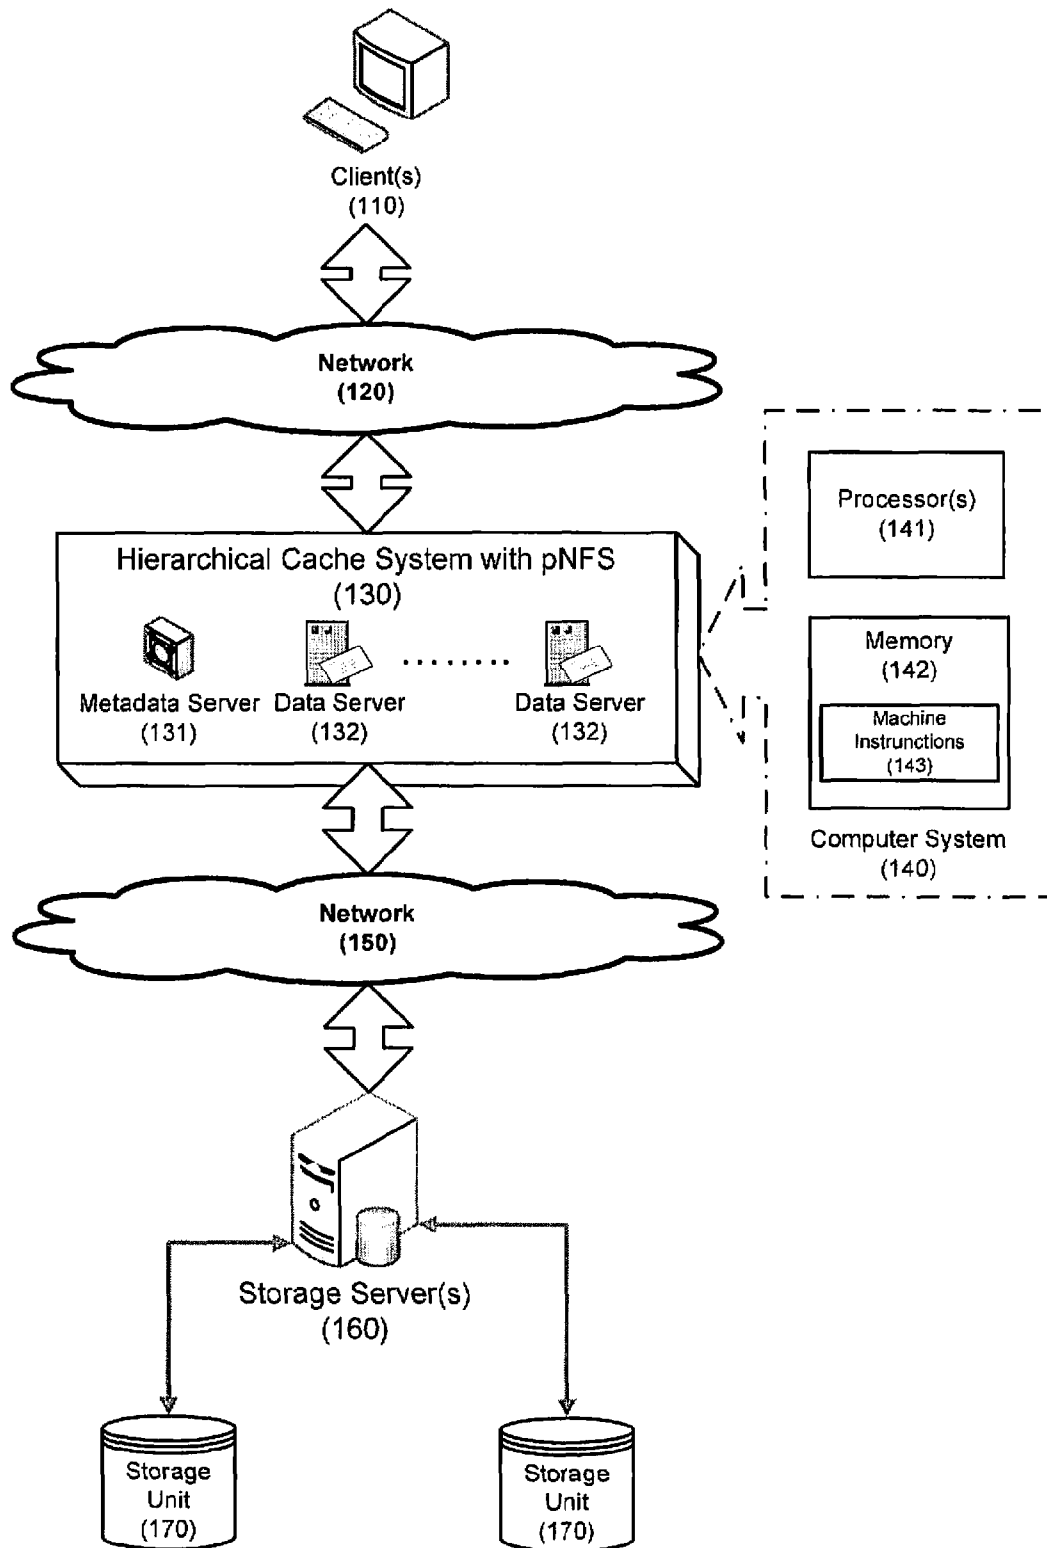 Client(s)
(110)
Network
(120)
Hierarchical Cache System with pNFS
(130)
Metadata Server
(131)
Data Server
(132)
Data Server
(132)
Processor(s)
(141)
Memory
(142)
Machine
Instrunctions
(143)
Computer System
(140)
Network
(150)
Storage Server(s)
(160)
Storage
Unit
(170)
Storage
Unit
(170)